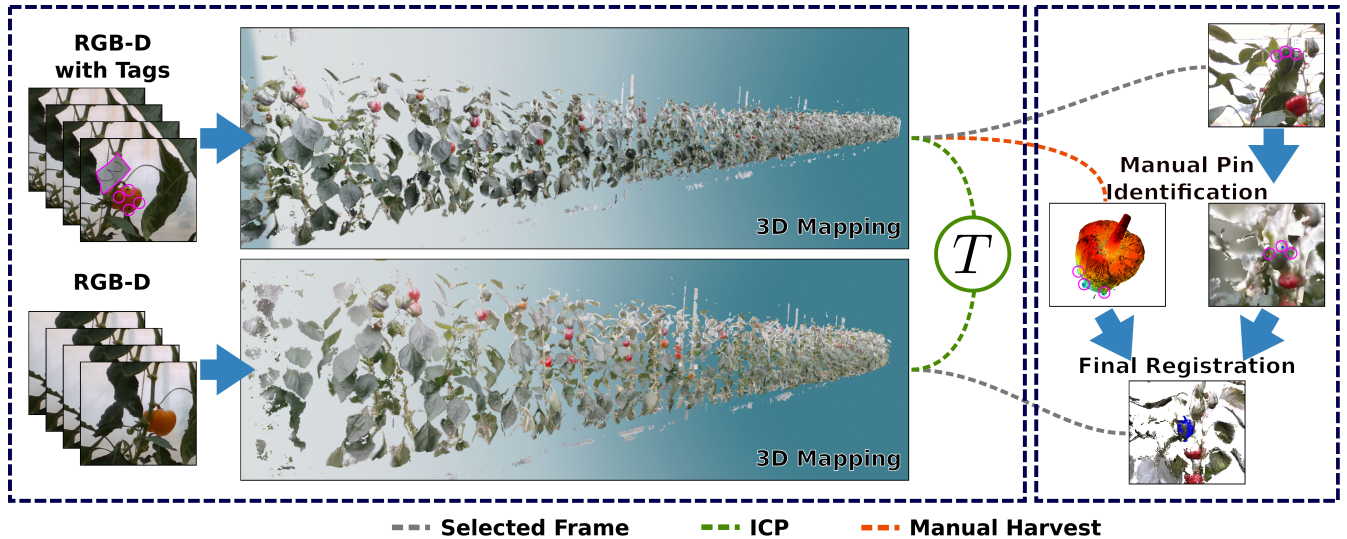 RGB-D
with Tags
3D Mapping
RGB-D
3D Mapping
T
Manual Pin
Identification
Final Registration
Selected Frame
ICP
Manual Harvest